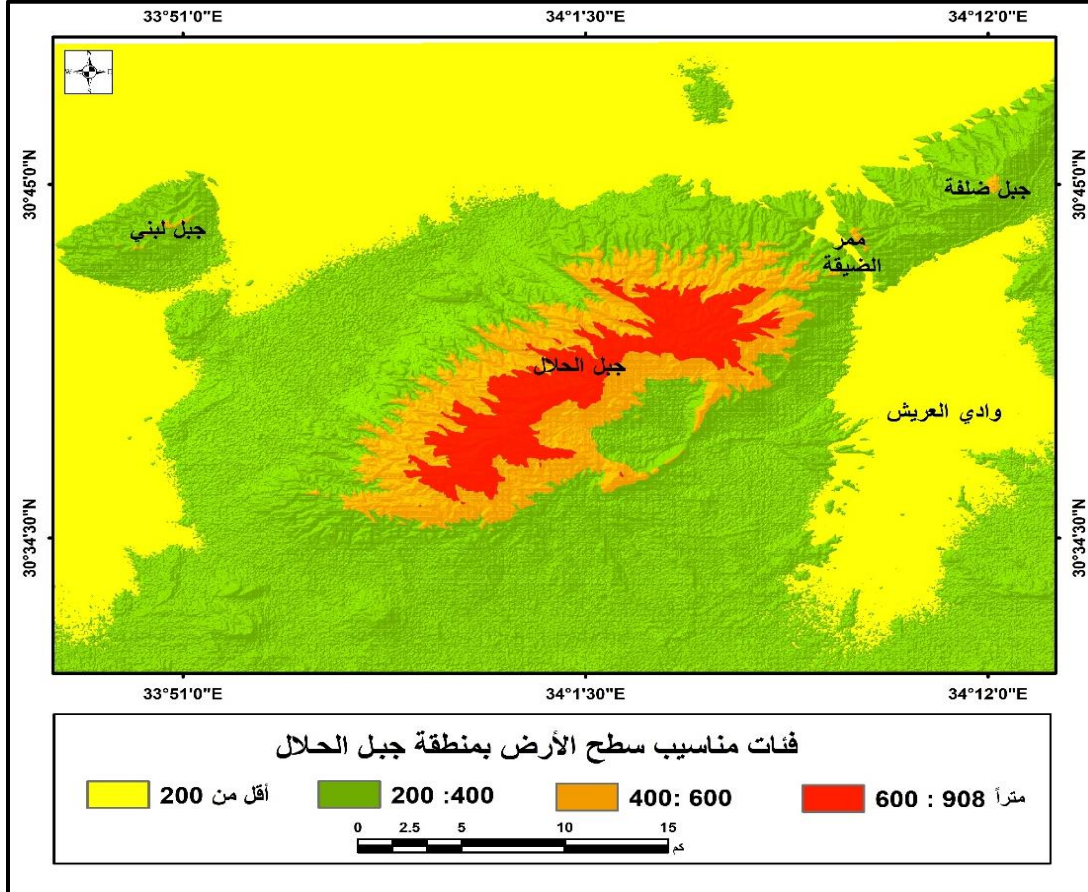 33°51'0"E 34°1'30"E 34°12'0"E
N
W E
S
30°45'0"N 30°45'0"N
جبل ضلفة
جبل لبني
ممر
الضيقة
جبل الحلال
وادي العريش
30°34'30"N 30°34'30"N
33°51'0"E 34°1'30"E 34°12'0"E
فئات مناسيب سطح الأرض بمنطقة جبل الحلال
أقل من 200
200 :400
400: 600
600 : 908 متراً
0 2.5 5 10 15
كم